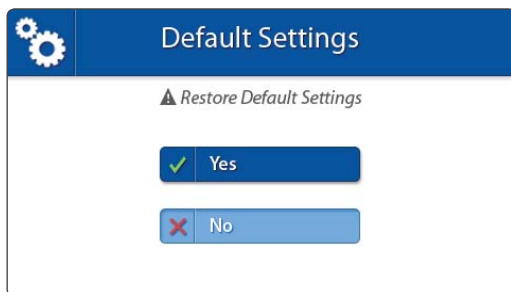 Default Settings
Restore Default Settings
Yes
No